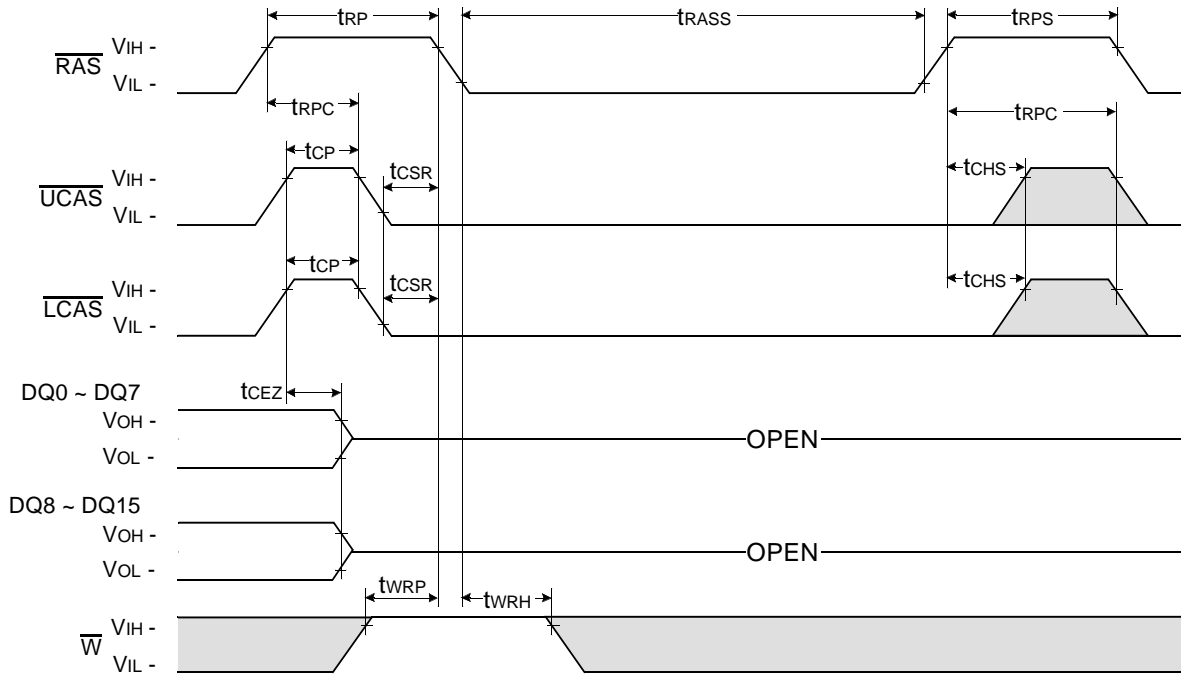 tRP
tRASS
tRPS
RAS
VIH -
VIL -
tRPC
tRPC
tCP
tCSR
tCHS
UCAS
VIH -
VIL -
tCP
tCSR
tCHS
LCAS
VIH -
VIL -
DQ0 ~ DQ7
tCEZ
VOH -
VOL -
OPEN
DQ8 ~ DQ15
VOH -
VOL -
OPEN
tWRP
tWRH
W
VIH -
VIL -